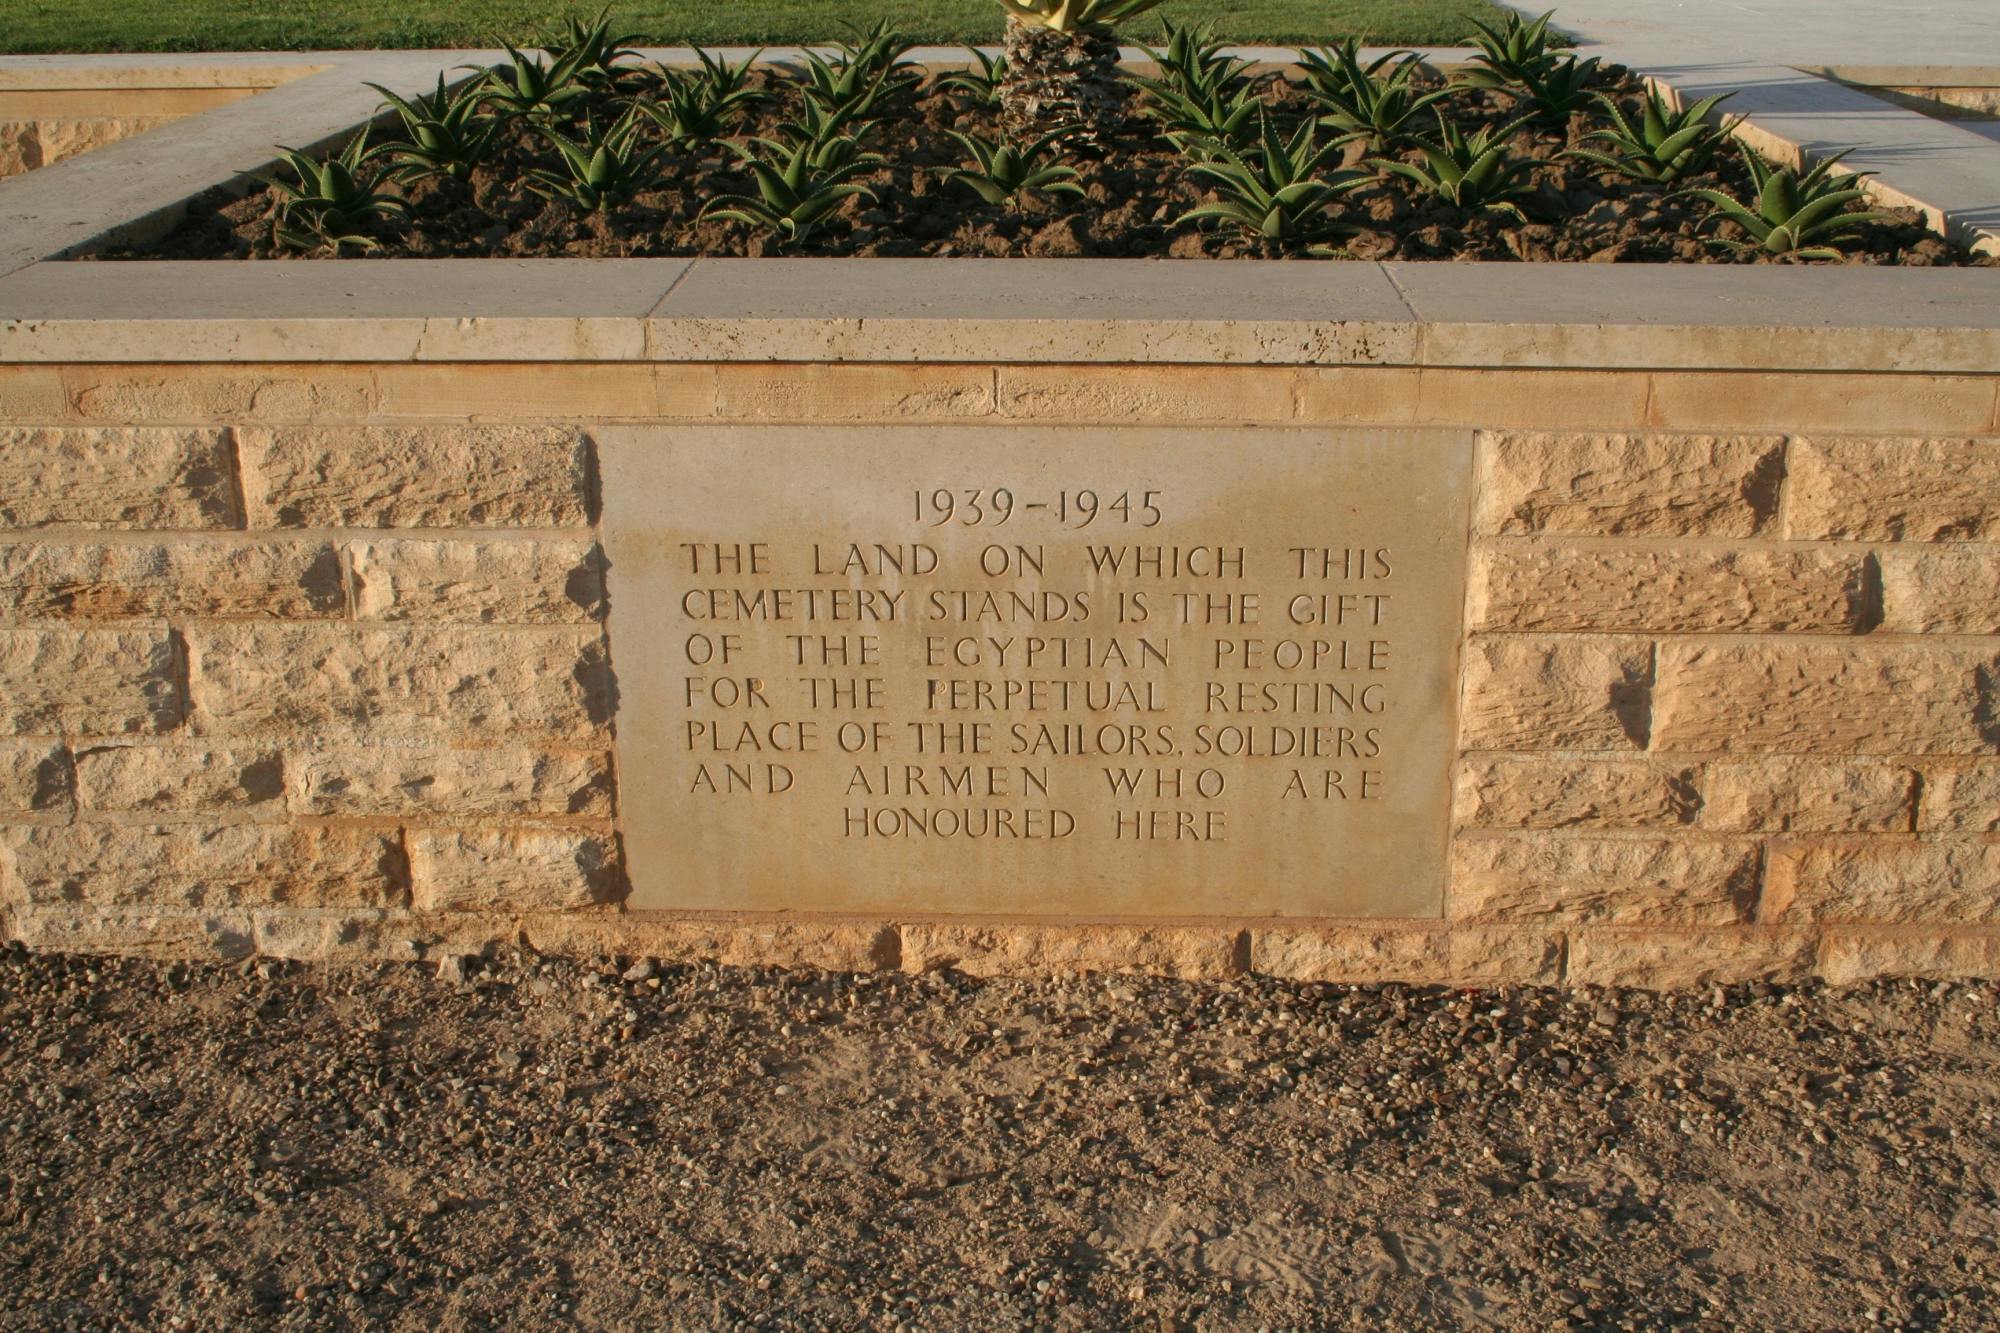 1939-1945
THE LAND ON WHICH THIS
CEMETERY STANDS IS THE GIFT
OF THE EGYPTIAN PEOPLE
FOR THE PERPETUAL RESTING
PLACE OF THE SAILORS, SOLDIERS
AND AIRMEN WHO ARE
HONOURED HERE